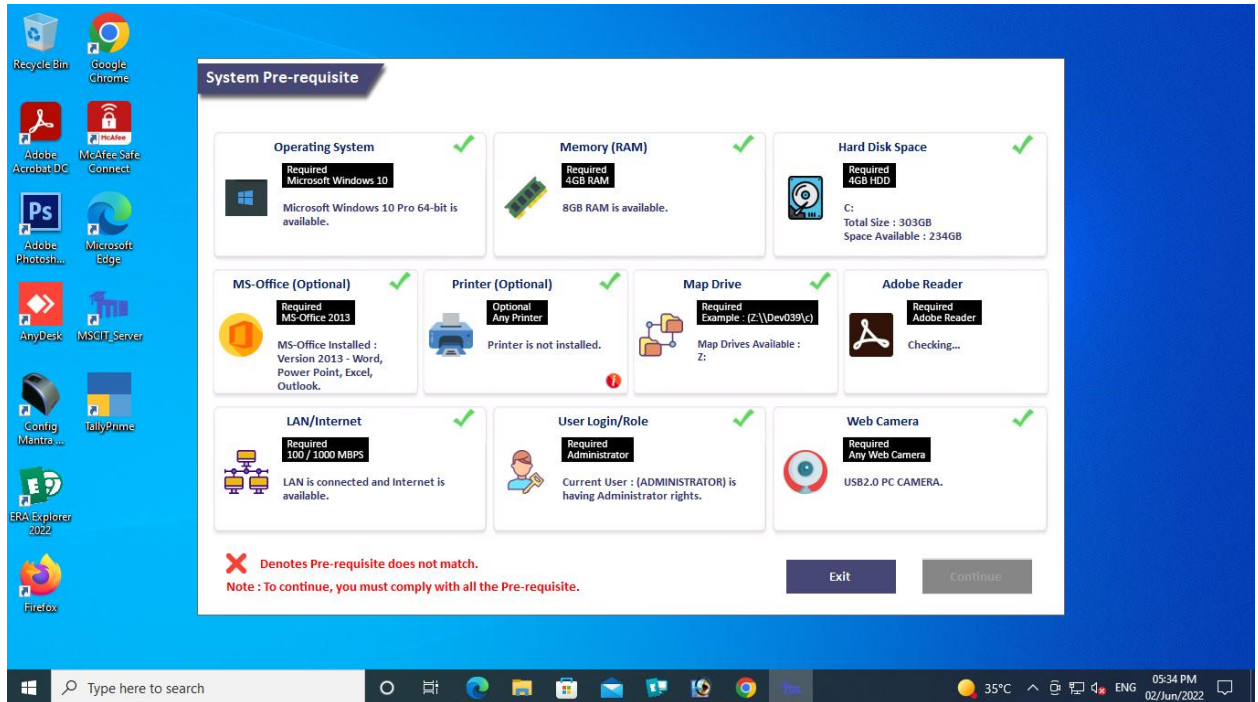 Recycle Bin
Google Chrome
Adobe Acrobat DC
McAfee
McAfee Safe Connect
Ps
Adobe Photosh...
Microsoft Edge
AnyDesk
MSCIT_Server
Config Mantra ...
TallyPrime
ERA Explorer 2022
Firefox
System Pre-requisite
Operating System
Required
Microsoft Windows 10
Microsoft Windows 10 Pro 64-bit is
available.
Memory (RAM)
Required
4GB RAM
8GB RAM is available.
Hard Disk Space
Required
4GB HDD
C:
Total Size : 303GB
Space Available : 234GB
MS-Office (Optional)
Required
MS-Office 2013
MS-Office Installed :
Version 2013 - Word,
Power Point, Excel,
Outlook.
Printer (Optional)
Optional
Any Printer
Printer is not installed.
Map Drive
Required
Example : (Z:\\Dev039\c)
Map Drives Available :
Z:
Adobe Reader
Required
Adobe Reader
Checking...
LAN/Internet
Required
100 / 1000 MBPS
LAN is connected and Internet is
available.
User Login/Role
Required
Administrator
Current User : (ADMINISTRATOR) is
having Administrator rights.
Web Camera
Required
Any Web Camera
USB2.0 PC CAMERA.
Denotes Pre-requisite does not match.
Note : To continue, you must comply with all the Pre-requisite.
Exit
Continue
Type here to search
35°C
ENG
05:34 PM
02/Jun/2022